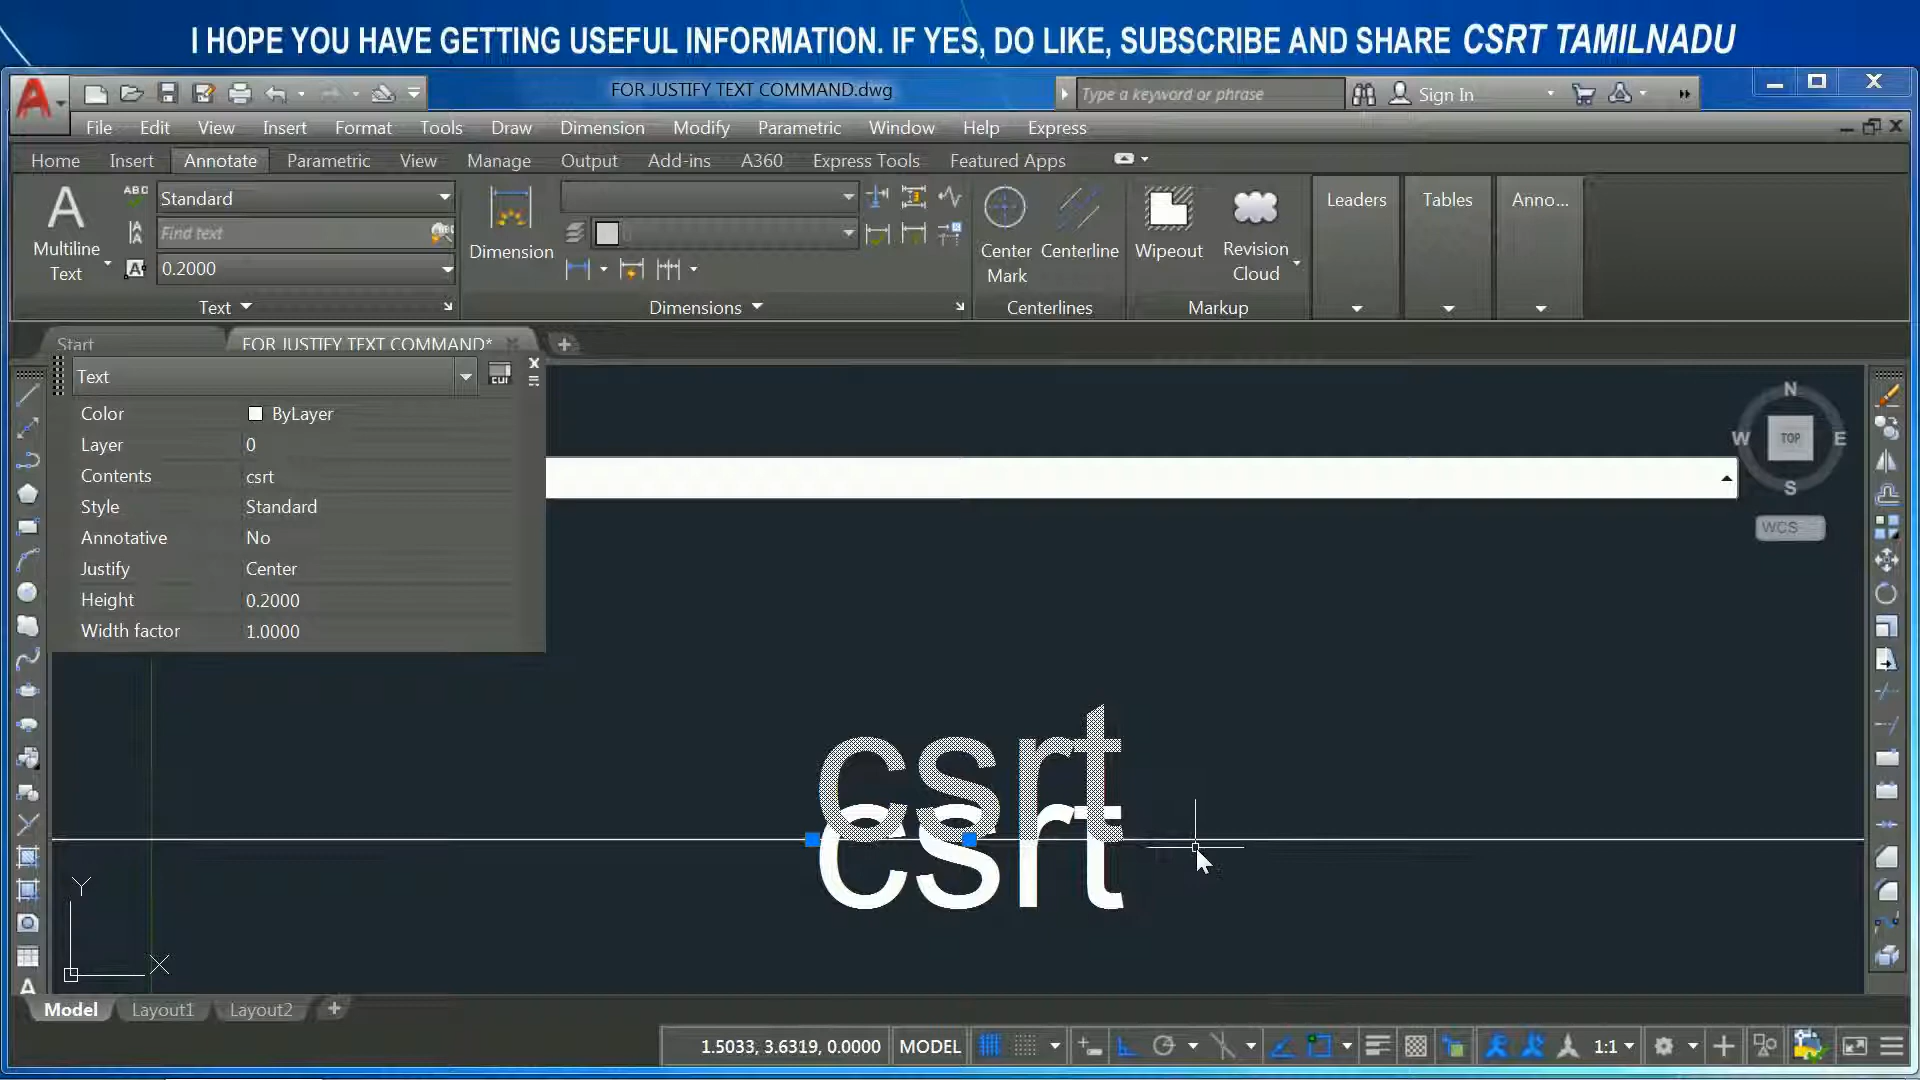 I HOPE YOU HAVE GETTING USEFUL INFORMATION. IF YES, DO LIKE, SUBSCRIBE AND SHARE CSRT TAMILNADU
FOR JUSTIFY TEXT COMMAND.dwg
Type a keyword or phrase
Sign In
File Edit View Insert Format Tools Draw Dimension Modify Parametric Window Help Express
Home Insert Annotate Parametric View Manage Output Add-ins A360 Express Tools Featured Apps
Multiline Text
ABC
Standard
Find text
0.2000
Text
Dimension
Dimensions
Center Mark
Centerline
Centerlines
Wipeout
Revision Cloud
Markup
Leaders
Tables
Anno...
Start
FOR JUSTIFY TEXT COMMAND*
Text
CUI
Color ByLayer
Layer 0
Contents csrt
Style Standard
Annotative No
Justify Center
Height 0.2000
Width factor 1.0000
N
W TOP E
S
WCS
csrt
csrt
Y
X
A
Model Layout1 Layout2
1.5033, 3.6319, 0.0000 MODEL
1:1